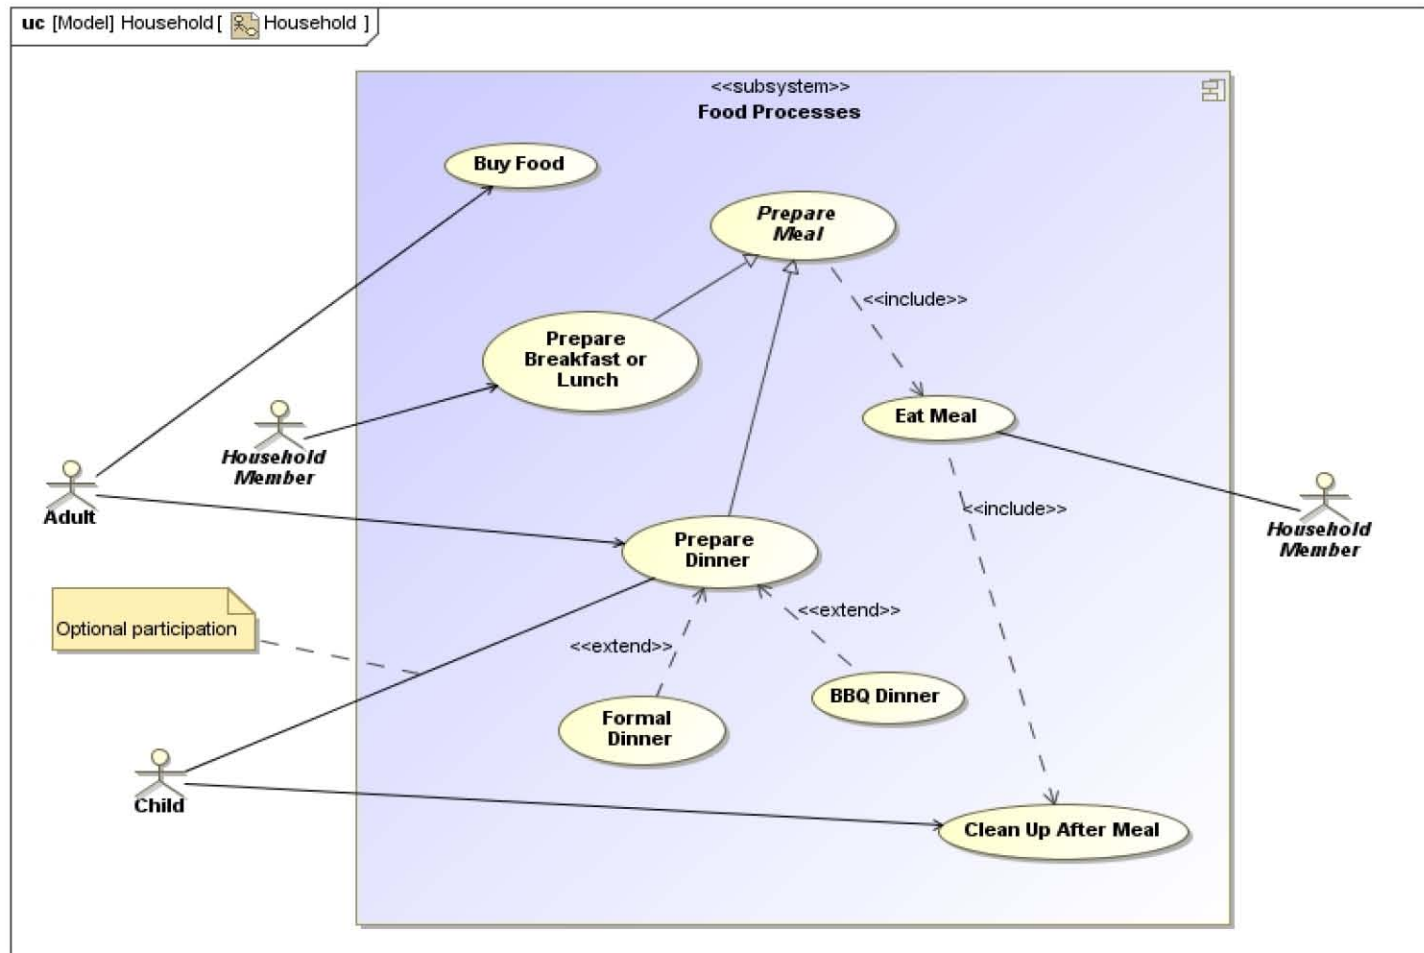 uc [Model] Household [ Household ]
<<subsystem>>
Food Processes
Buy Food
Prepare
Meal
<<include>>
Prepare
Breakfast or
Lunch
Household
Member
Eat Meal
Adult
<<include>>
Household
Member
Prepare
Dinner
Optional participation
<<extend>>
<<extend>>
BBQ Dinner
Formal
Dinner
Child
Clean Up After Meal